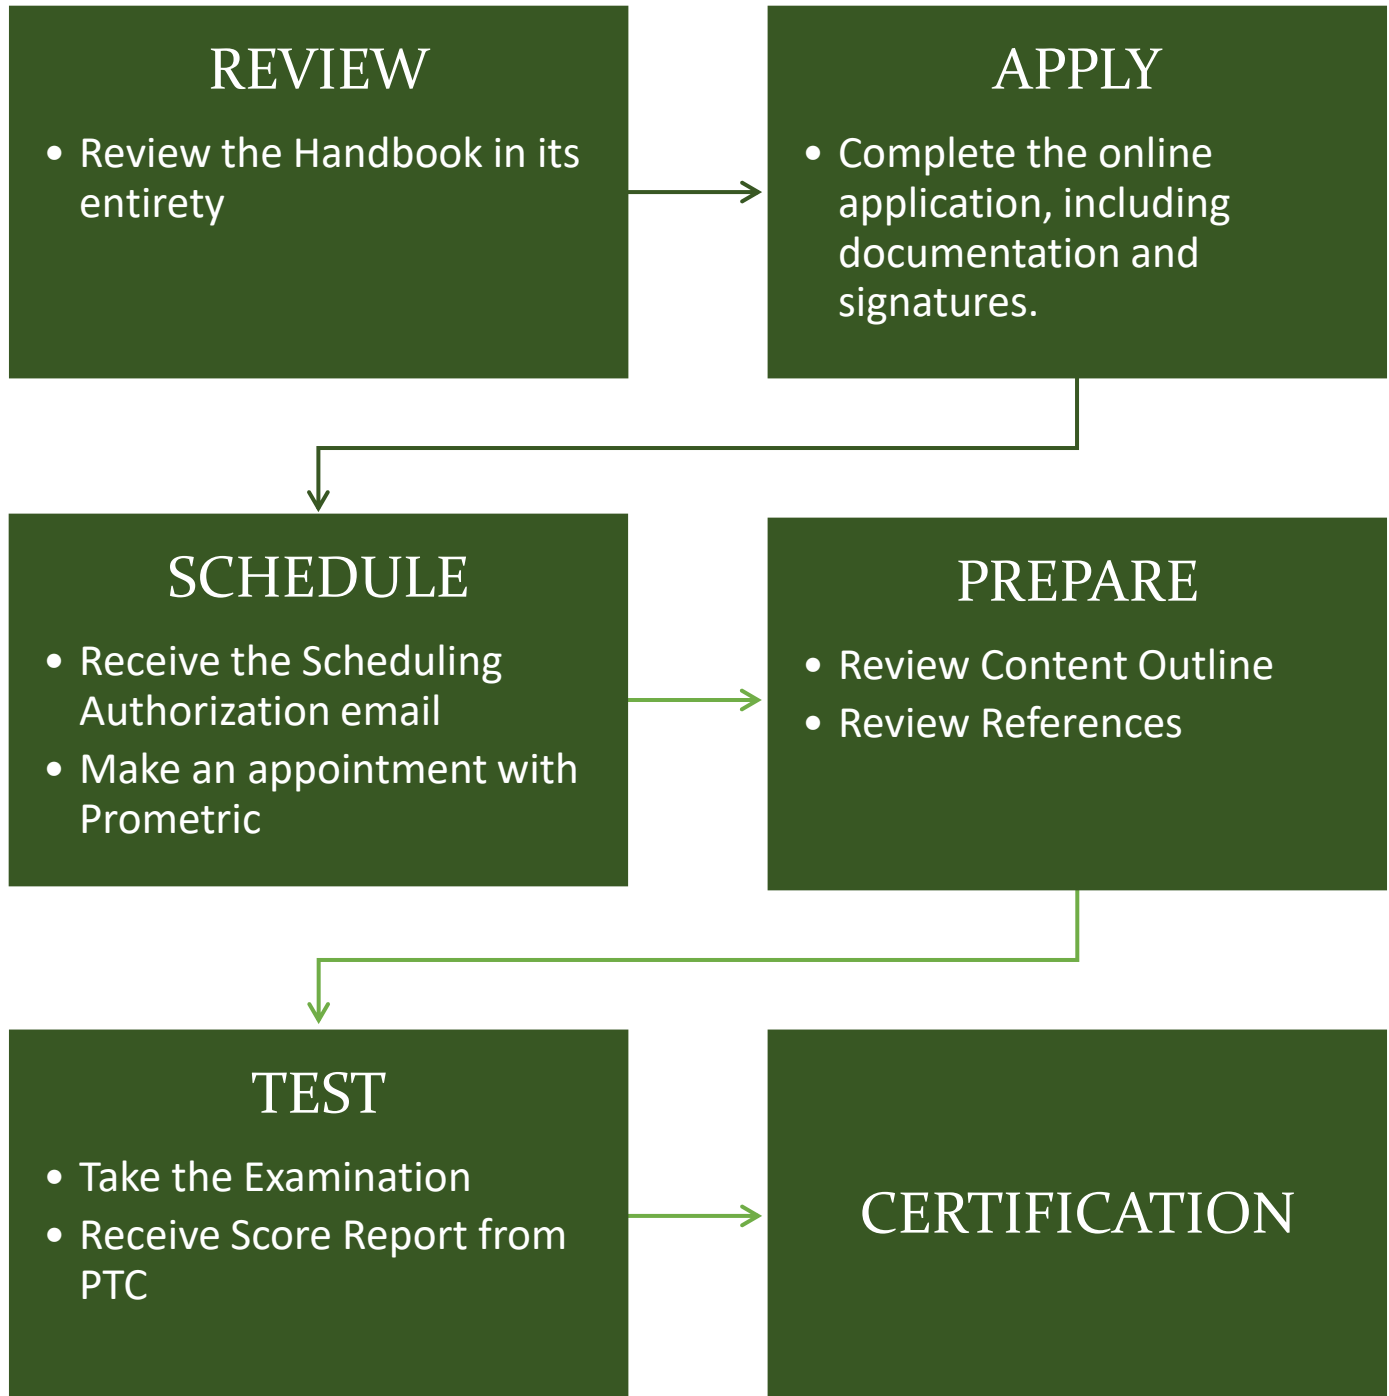 REVIEW
• Review the Handbook in its
entirety
APPLY
• Complete the online
application, including
documentation and
signatures.
SCHEDULE
• Receive the Scheduling
Authorization email
• Make an appointment with
Prometric
PREPARE
• Review Content Outline
• Review References
TEST
• Take the Examination
• Receive Score Report from
PTC
CERTIFICATION